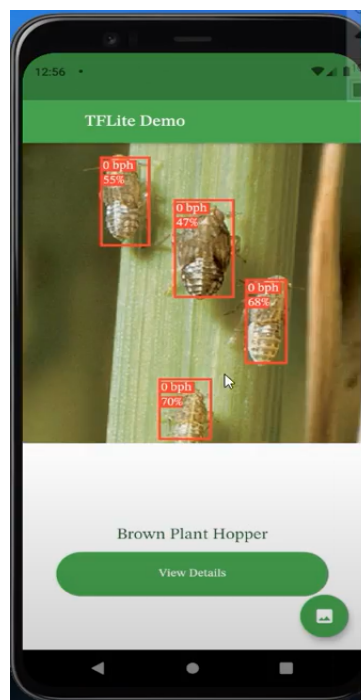 12:56
TFLite Demo
0 bph
55%
0 bph
47%
0 bph
68%
0 bph
70%
Brown Plant Hopper
View Details